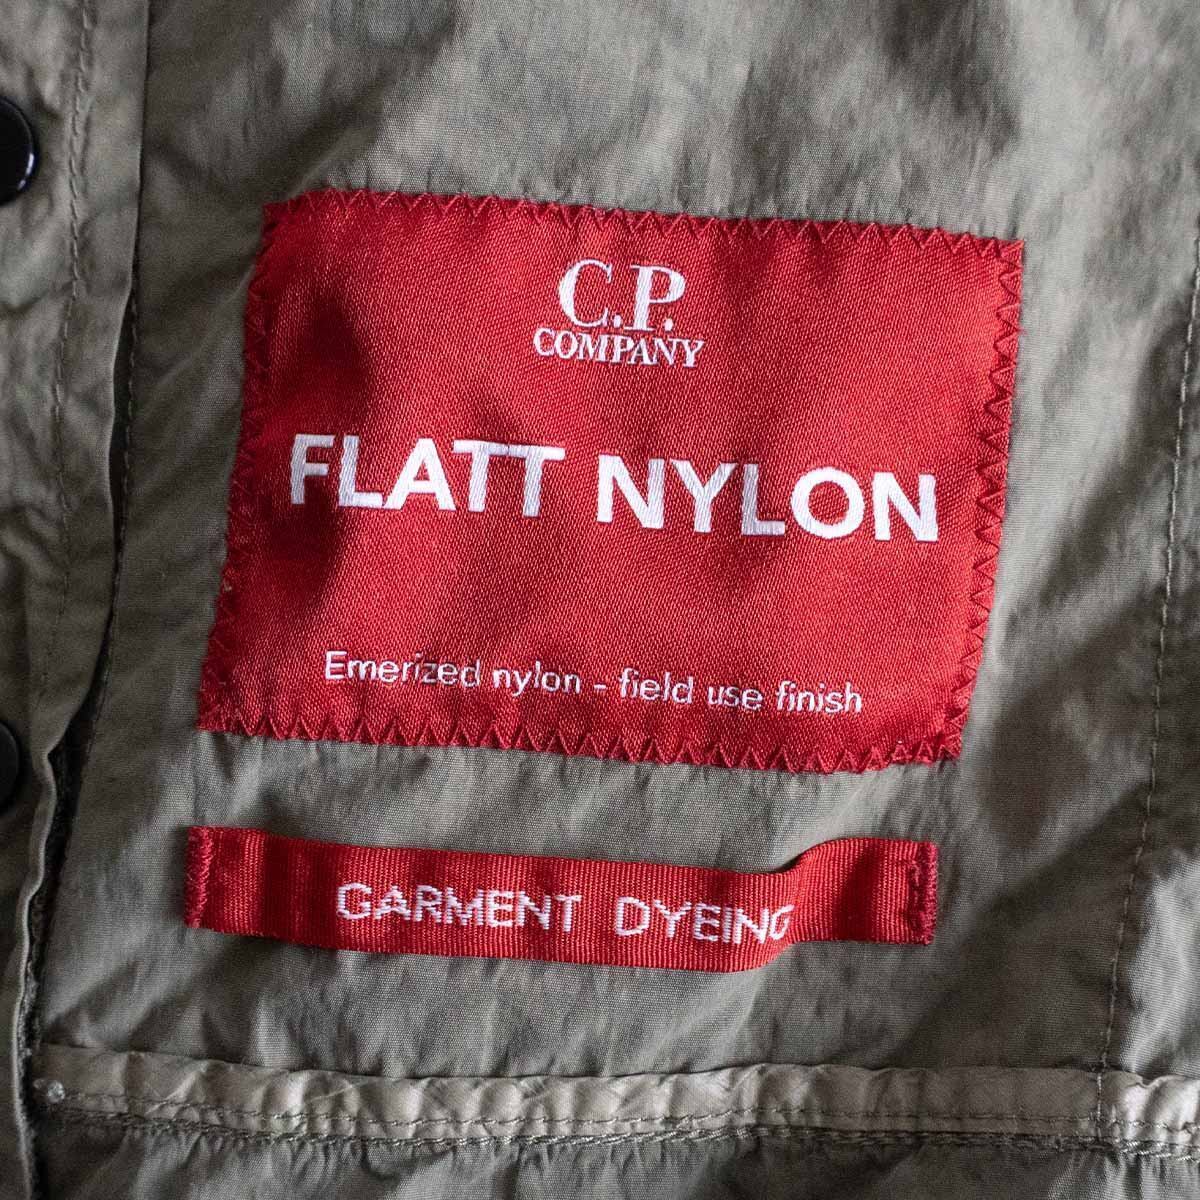 C.P.
COMPANY
FLATT NYLON
Emerized nylon - field use finish
GARMENT DYEING